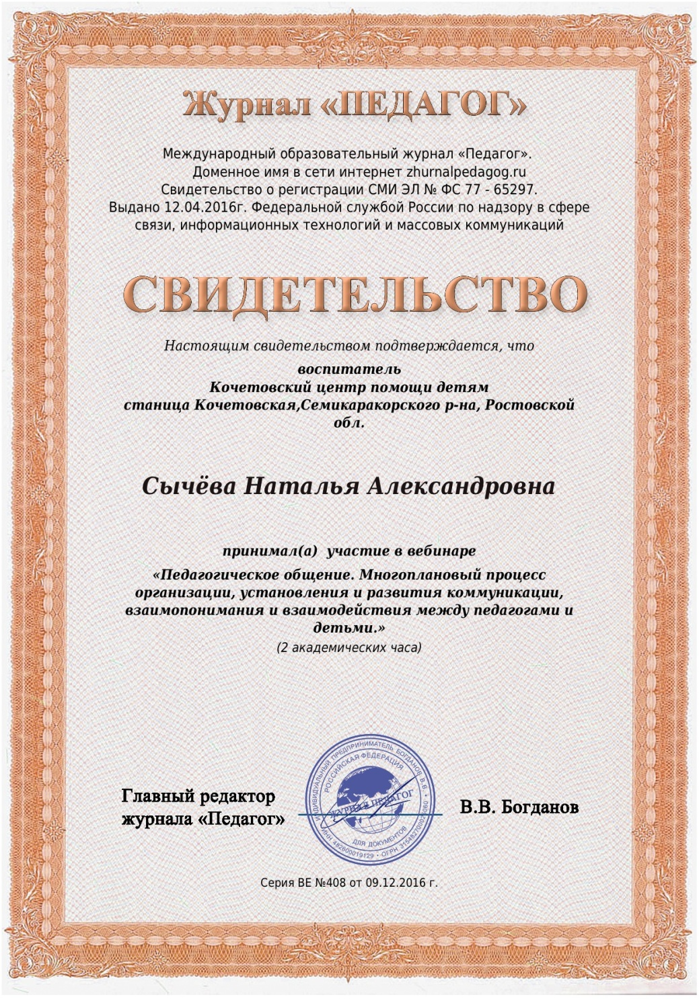 Журнал «ПЕДАГОГ»
Международный образовательный журнал «Педагог».
Доменное имя в сети интернет zhurnalpedagog.ru
Свидетельство о регистрации СМИ ЭЛ № ФС 77 - 65297.
Выдано 12.04.2016г. Федеральной службой России по надзору в сфере
связи, информационных технологий и массовых коммуникаций
СВИДЕТЕЛЬСТВО
Настоящим свидетельством подтверждается, что
воспитатель
Кочетовский центр помощи детям
станица Кочетовская,Семикаракорского р-на, Ростовской
обл.
Сычёва Наталья Александровна
принимал(а)  участие в вебинаре
«Педагогическое общение. Многоплановый процесс
организации, установления и развития коммуникации,
взаимопонимания и взаимодействия между педагогами и
детьми.»
(2 академических часа)
Главный редактор
журнала «Педагог»
ИНДИВИДУАЛЬНЫЙ ПРЕДПРИНИМАТЕЛЬ БОГДАНОВ В.В.
РОССИЙСКАЯ ФЕДЕРАЦИЯ
ЖУРНАЛ ПЕДАГОГ
ДЛЯ ДОКУМЕНТОВ
ИНН 482600019129 • ОГРН
В.В. Богданов
Серия ВЕ №408 от 09.12.2016 г.